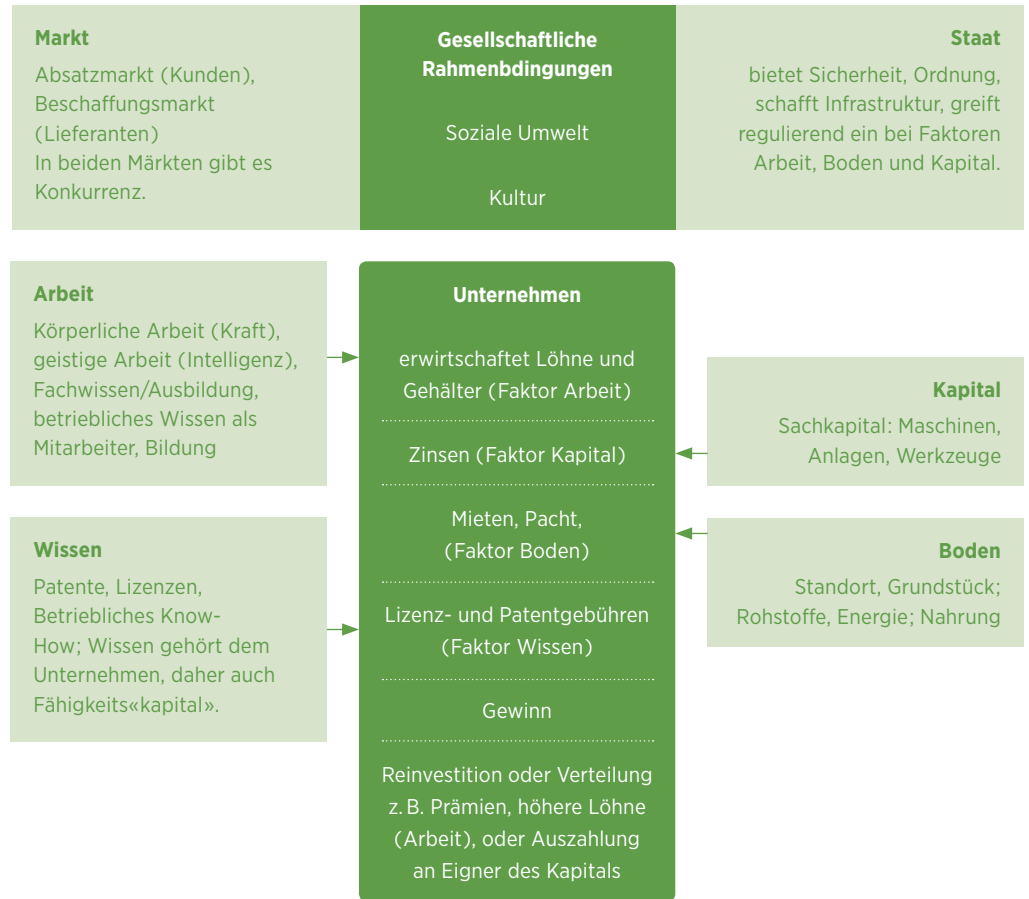 Markt
Absatzmarkt (Kunden),
Beschaffungsmarkt
(Lieferanten)
In beiden Märkten gibt es
Konkurrenz.
Gesellschaftliche
Rahmenbdingungen
Soziale Umwelt
Kultur
Staat
bietet Sicherheit, Ordnung,
schafft Infrastruktur, greift
regulierend ein bei Faktoren
Arbeit, Boden und Kapital.
Arbeit
Körperliche Arbeit (Kraft),
geistige Arbeit (Intelligenz),
Fachwissen/Ausbildung,
betriebliches Wissen als
Mitarbeiter, Bildung
Wissen
Patente, Lizenzen,
Betriebliches Know-
How; Wissen gehört dem
Unternehmen, daher auch
Fähigkeits«kapital».
Unternehmen
erwirtschaftet Löhne und
Gehälter (Faktor Arbeit)
Zinsen (Faktor Kapital)
Mieten, Pacht,
(Faktor Boden)
Lizenz- und Patentgebühren
(Faktor Wissen)
Gewinn
Reinvestition oder Verteilung
z. B. Prämien, höhere Löhne
(Arbeit), oder Auszahlung
an Eigner des Kapitals
Kapital
Sachkapital: Maschinen,
Anlagen, Werkzeuge
Boden
Standort, Grundstück;
Rohstoffe, Energie; Nahrung